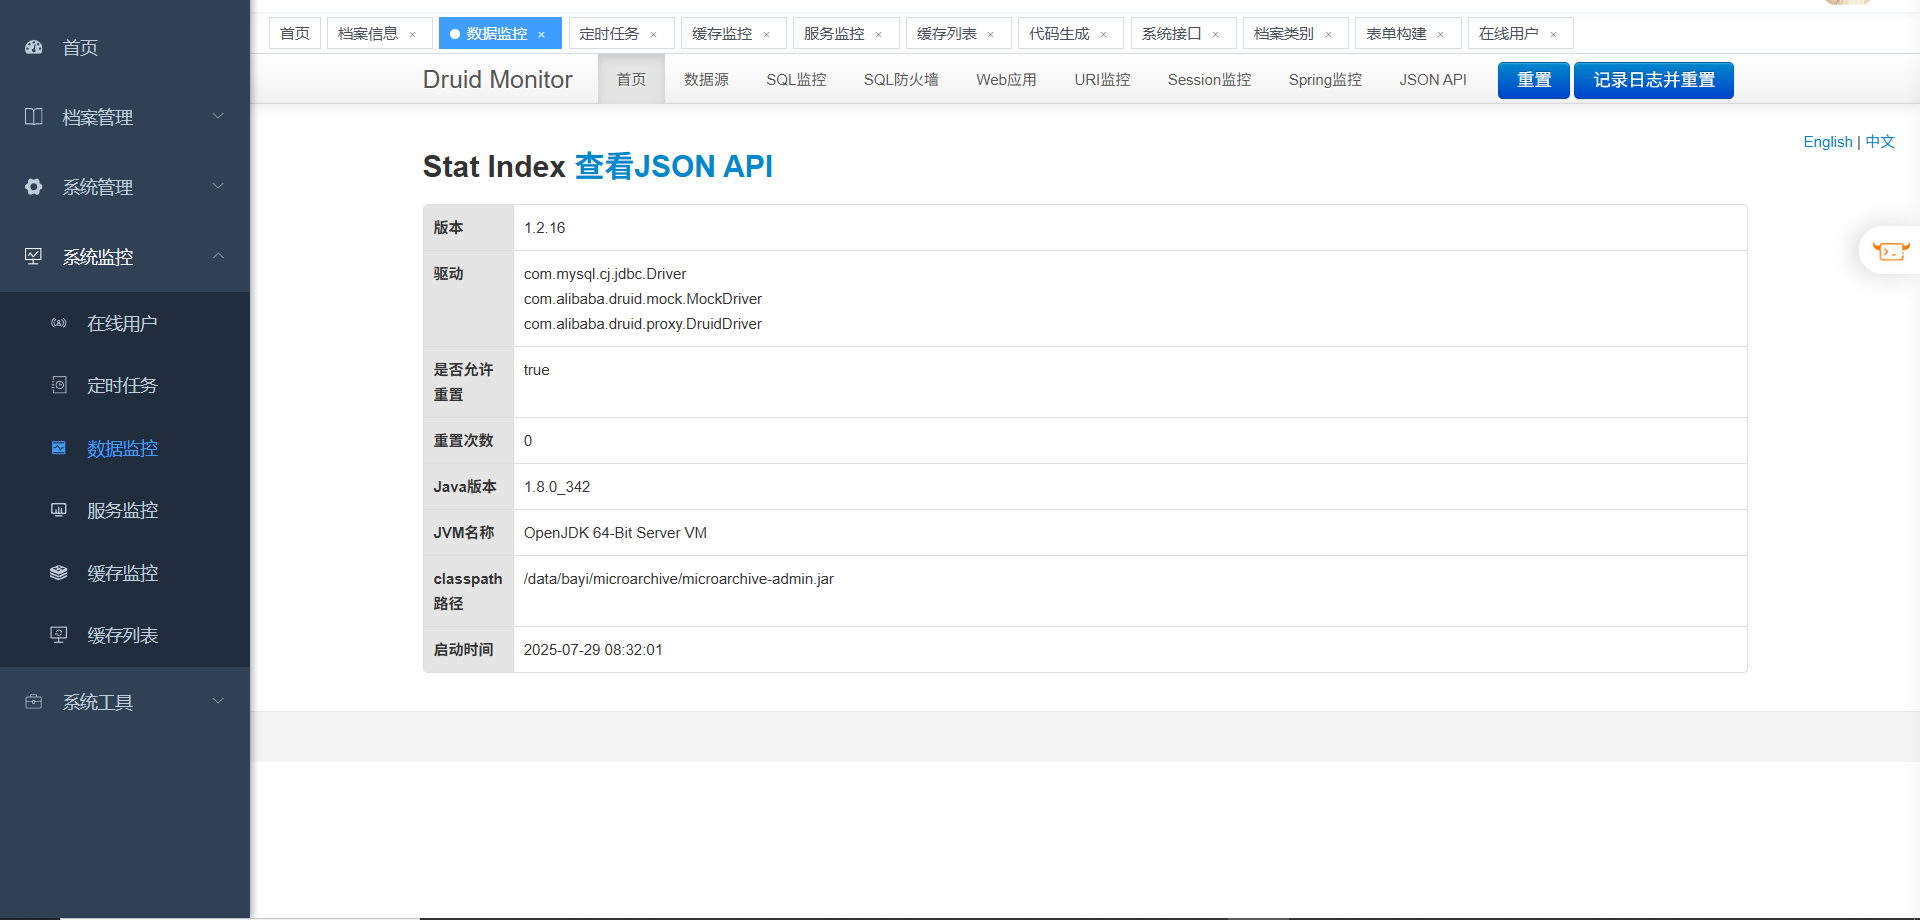 首页
档案管理
系统管理
系统监控
在线用户
定时任务
数据监控
服务监控
缓存监控
缓存列表
系统工具
首页 档案信息 × 数据监控 × 定时任务 × 缓存监控 × 服务监控 × 缓存列表 × 代码生成 × 系统接口 × 档案类别 × 表单构建 × 在线用户 ×
Druid Monitor 首页 数据源 SQL监控 SQL防火墙 Web应用 URI监控 Session监控 Spring监控 JSON API 重置 记录日志并重置
English | 中文
Stat Index 查看JSON API
版本 1.2.16
驱动 com.mysql.cj.jdbc.Driver
com.alibaba.druid.mock.MockDriver
com.alibaba.druid.proxy.DruidDriver
是否允许 true
重置
重置次数 0
Java版本 1.8.0_342
JVM名称 OpenJDK 64-Bit Server VM
classpath /data/bayi/microarchive/microarchive-admin.jar
路径
启动时间 2025-07-29 08:32:01